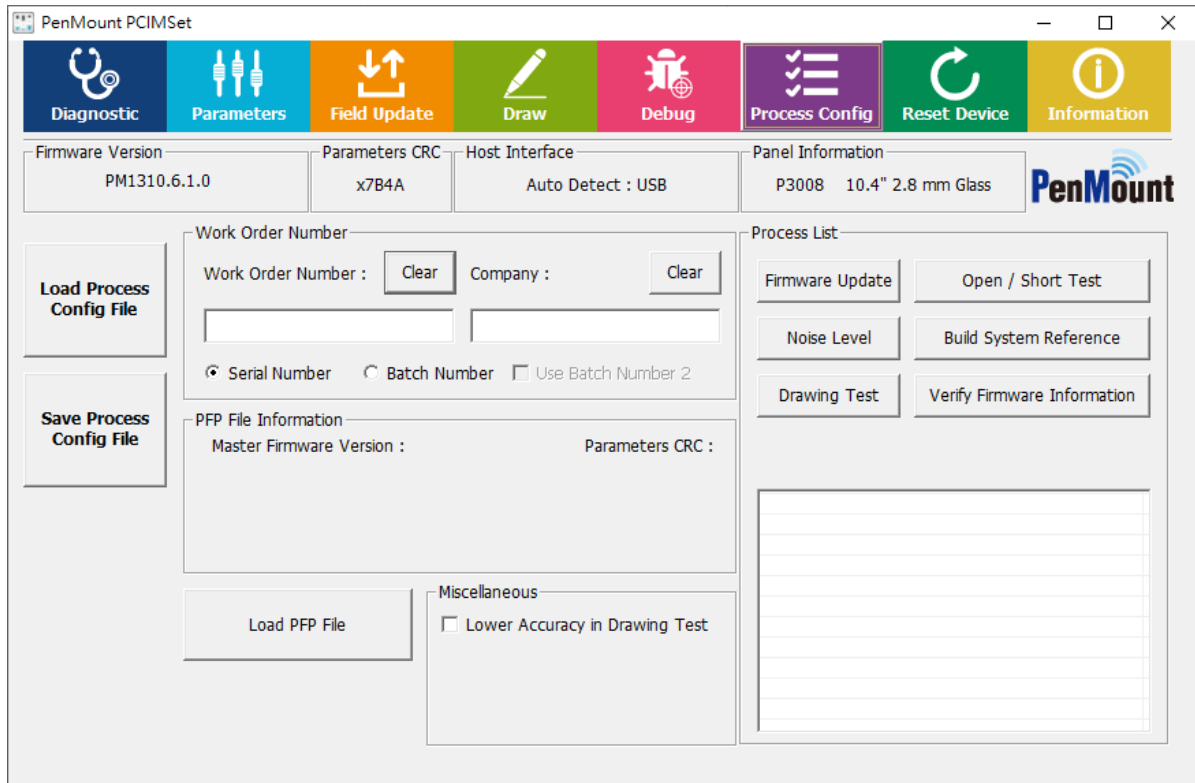 PenMount PCIMSet
Diagnostic
Parameters
Field Update
Draw
Debug
Process Config
Reset Device
Information
Firmware Version
PM1310.6.1.0
Parameters CRC
x7B4A
Host Interface
Auto Detect : USB
Panel Information
P3008 10.4" 2.8 mm Glass
PenMount
Load Process
Config File
Save Process
Config File
Work Order Number
Work Order Number :
Clear
Company :
Clear
Serial Number
Batch Number
Use Batch Number 2
PFP File Information
Master Firmware Version :
Parameters CRC :
Load PFP File
Miscellaneous
Lower Accuracy in Drawing Test
Process List
Firmware Update
Open / Short Test
Noise Level
Build System Reference
Drawing Test
Verify Firmware Information